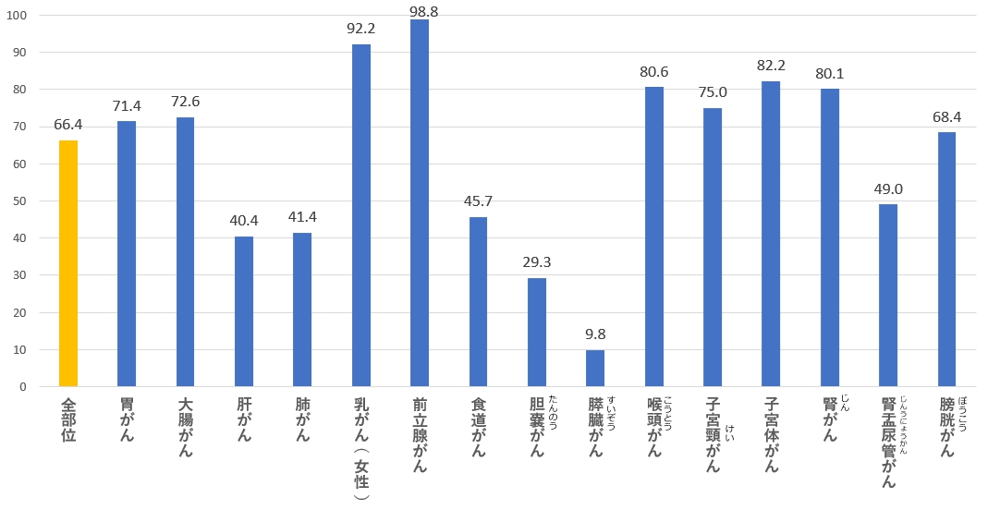 100
90
80
70
60
50
40
30
20
10
0
66.4
71.4
72.6
40.4
41.4
92.2
98.8
45.7
29.3
9.8
80.6
75.0
82.2
80.1
49.0
68.4
全部位
胃がん
大腸がん
肝がん
肺がん
乳がん（女性）
前立腺がん
食道がん
胆嚢がん
たんのう
膵臓がん
すいぞう
喉頭がん
こうとう
子宮頸がん
けい
子宮体がん
腎がん
じん
腎盂尿管がん
じんうにょうかん
膀胱がん
ぼうこう